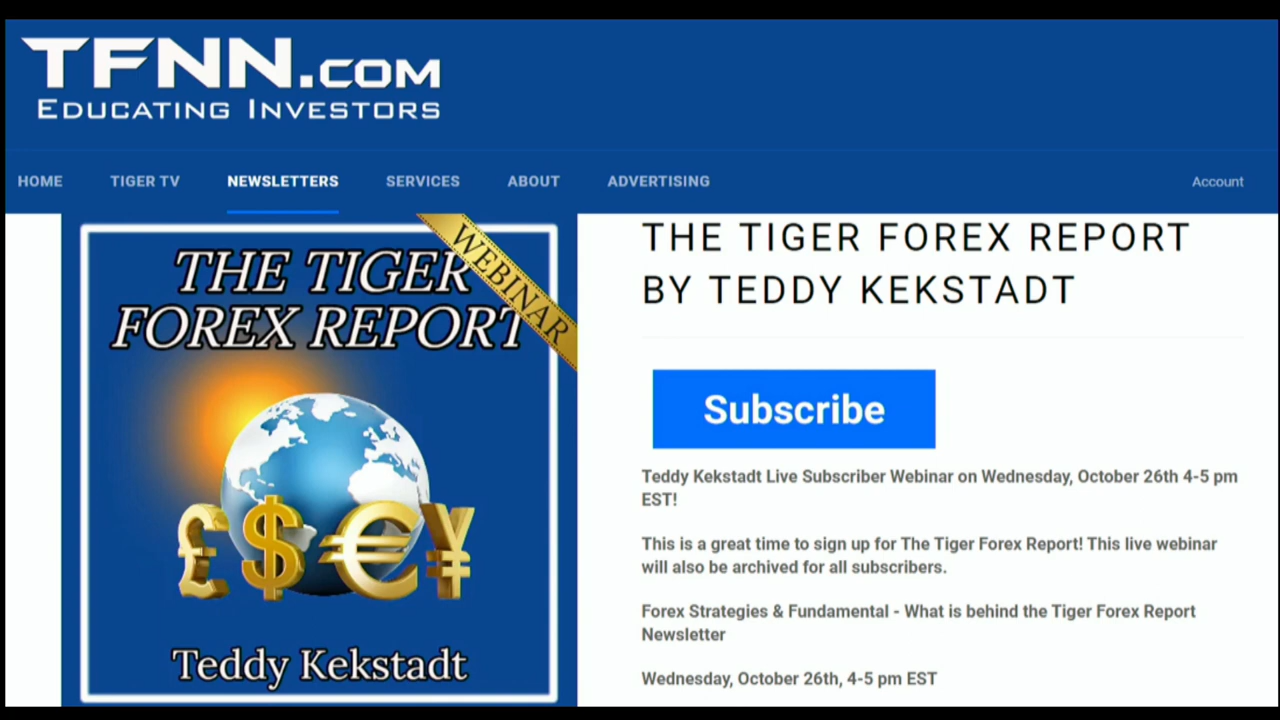 TFNN.COM
EDUCATING INVESTORS
HOME
TIGER TV
NEWSLETTERS
SERVICES
ABOUT
ADVERTISING
Account
THE TIGER
FOREX REPORT
WEBINAR
£$€¥
Teddy Kekstadt
THE TIGER FOREX REPORT
BY TEDDY KEKSTADT
Subscribe
Teddy Kekstadt Live Subscriber Webinar on Wednesday, October 26th 4-5 pm
EST!
This is a great time to sign up for The Tiger Forex Report! This live webinar
will also be archived for all subscribers.
Forex Strategies & Fundamental - What is behind the Tiger Forex Report
Newsletter
Wednesday, October 26th, 4-5 pm EST